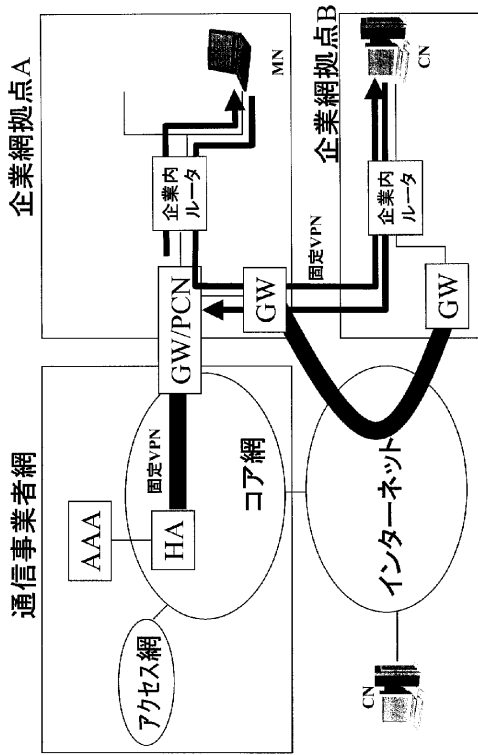 通信事業者網
AAA
HA
固定VPN
コア網
アクセス網
GW/PCN
企業網拠点A
企業内
ルータ
MN
GW
固定VPN
企業網拠点B
企業内
ルータ
CN
GW
インターネット
CN